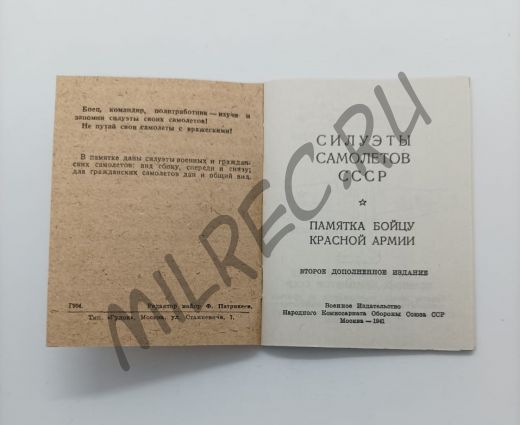 Боец, командир, политработник — изучи и
запомни силуэты своих самолетов!
Не путай свои самолеты с вражескими!
В памятке даны силуэты военных и граждан-
ских самолетов: вид сбоку, спереди и снизу;
для гражданских самолетов дан и общий вид.
Редактор майор Ф. Патрикеев
Тип. «Гудок», Москва, ул. Станкевича, 7.
СИЛУЭТЫ
САМОЛЕТОВ
СССР
ПАМЯТКА БОЙЦУ
КРАСНОЙ АРМИИ
ВТОРОЕ ДОПОЛНЕННОЕ ИЗДАНИЕ
Военное Издательство
Народного Комиссариата Обороны Союза ССР
Москва — 1941
MILREC.RU